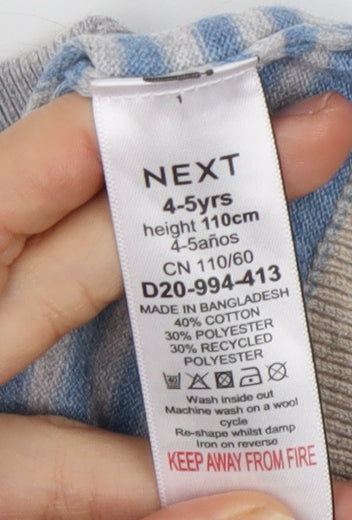 1
NEXT
4-5yrs
height 110cm
4-5años
CN 110/60
D20-994-413
MADE IN BANGLADESH
40% COTTON
30% POLYESTER
30% RECYCLED
POLYESTER
40
Wash inside out
Machine wash on a wool
cycle
Re-shape whilst damp
Iron on reverse
KEEP AWAY FROM FIRE